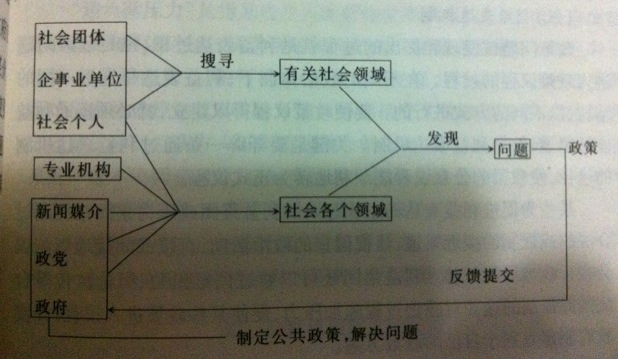 社会团体
企事业单位
社会个人
搜寻
有关社会领域
发现
问题
政策
专业机构
新闻媒介
政党
政府
社会各个领域
反馈提交
制定公共政策,解决问题